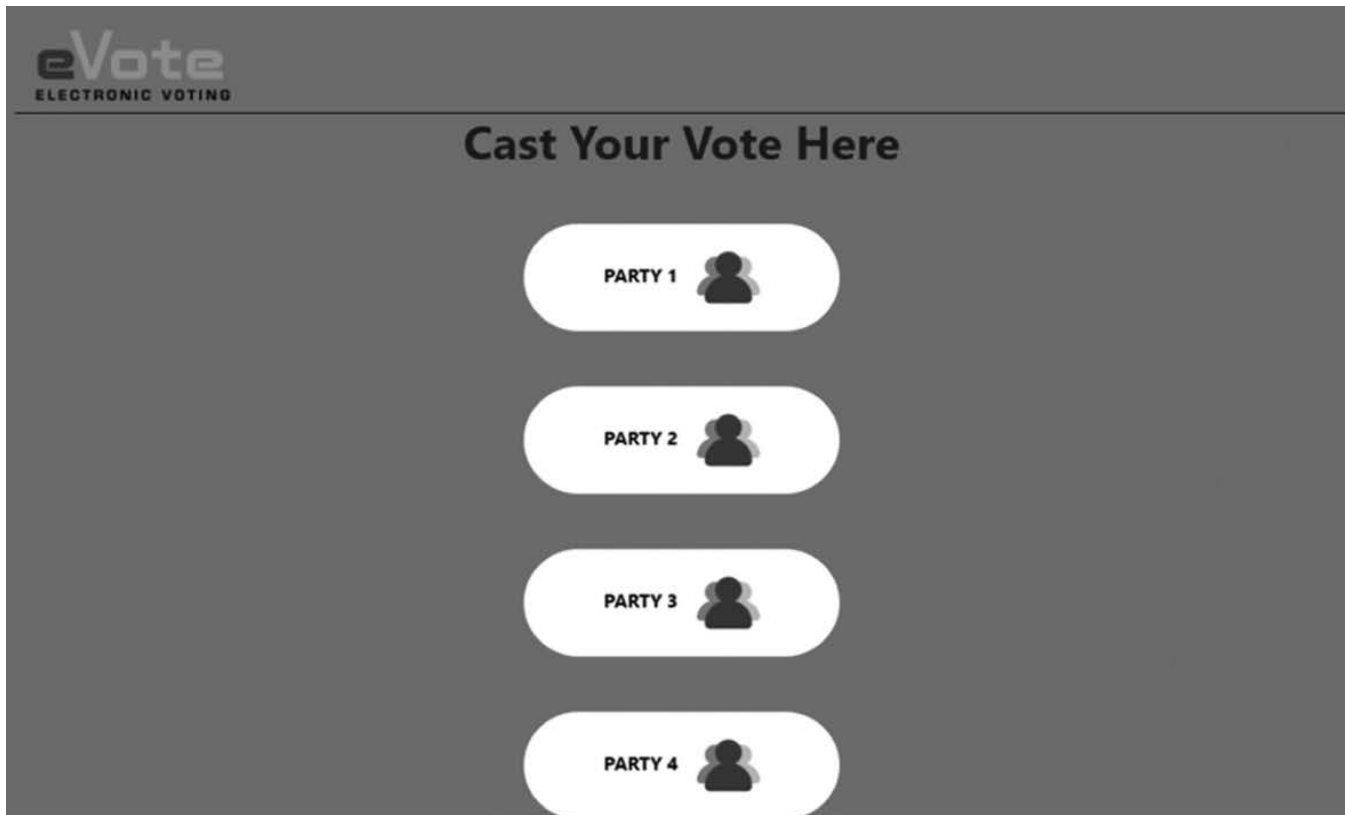 eVote
ELECTRONIC VOTING
Cast Your Vote Here
PARTY 1
PARTY 2
PARTY 3
PARTY 4